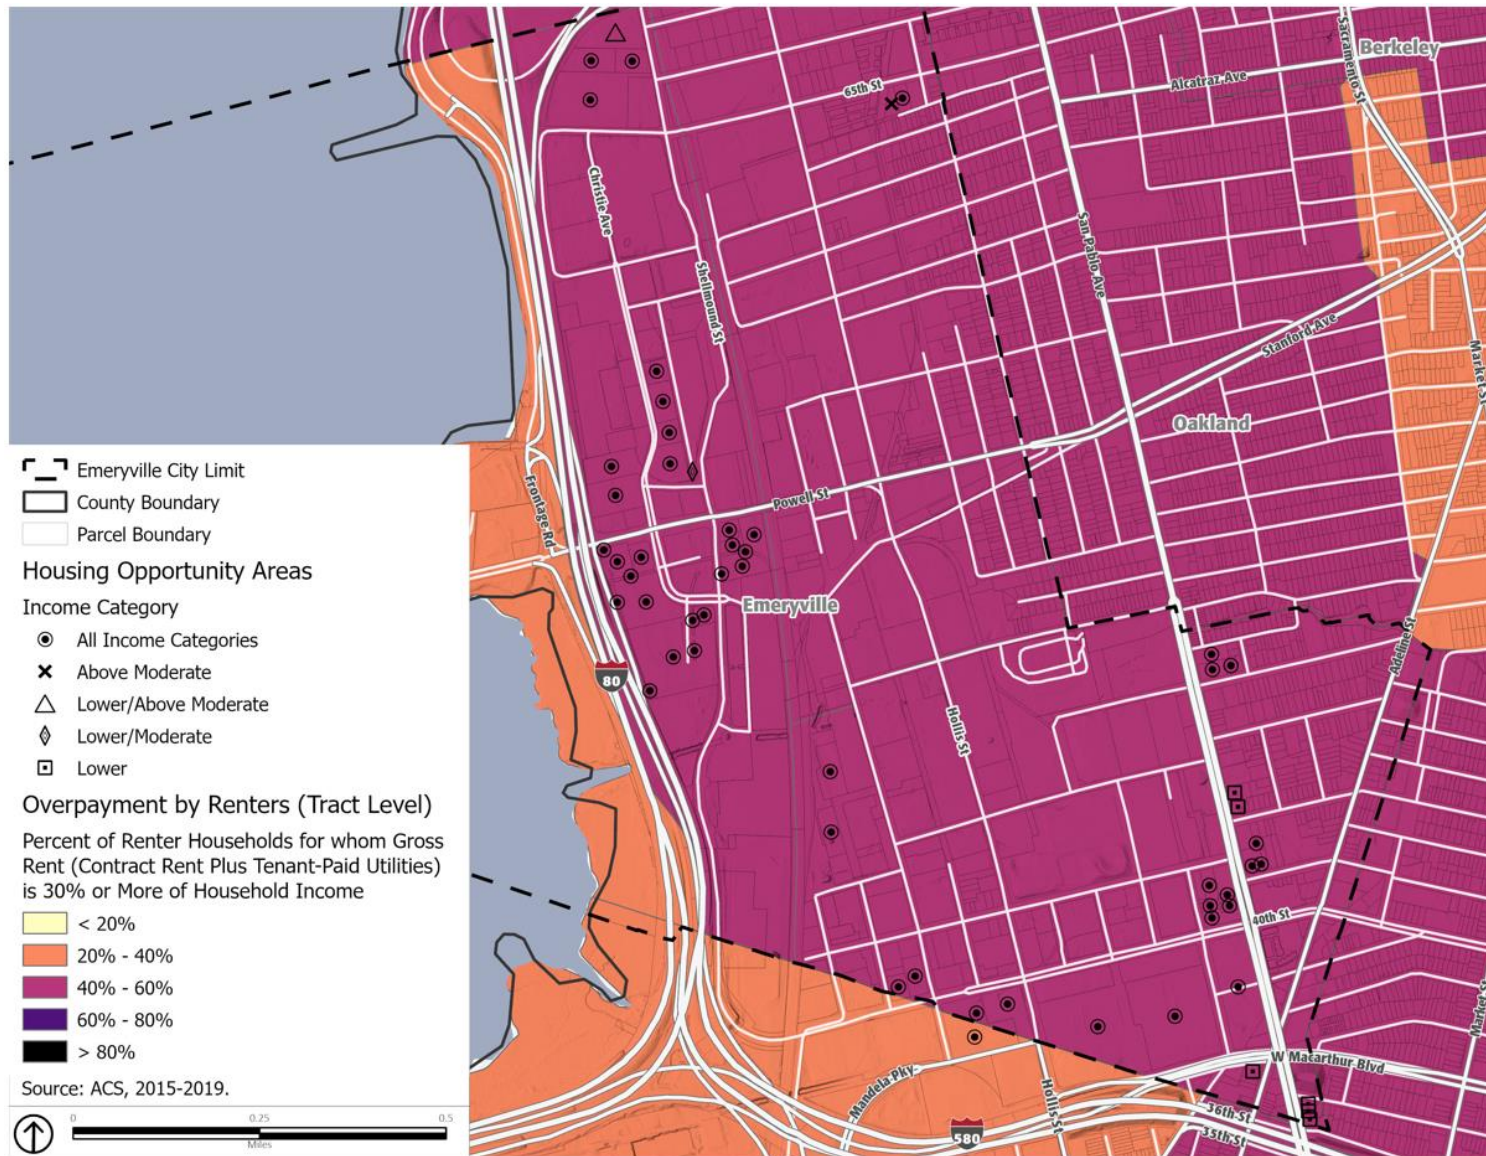 Berkeley
Sacramento St
Alcatraz Ave
65th St
Christie Ave
San Pablo Ave
Shellmound St
Stanford Ave
Market St
Oakland
Powell St
Frontage Rd
Emeryville
Adeline St
80
Hollis St
40th St
Market St
W Macarthur Blvd
Mandela Pky
Hollis St
36th St
35th St
580
Emeryville City Limit
County Boundary
Parcel Boundary
Housing Opportunity Areas
Income Category
All Income Categories
Above Moderate
Lower/Above Moderate
Lower/Moderate
Lower
Overpayment by Renters (Tract Level)
Percent of Renter Households for whom Gross
Rent (Contract Rent Plus Tenant-Paid Utilities)
is 30% or More of Household Income
< 20%
20% - 40%
40% - 60%
60% - 80%
> 80%
Source: ACS, 2015-2019.
0 0.25 0.5
Miles